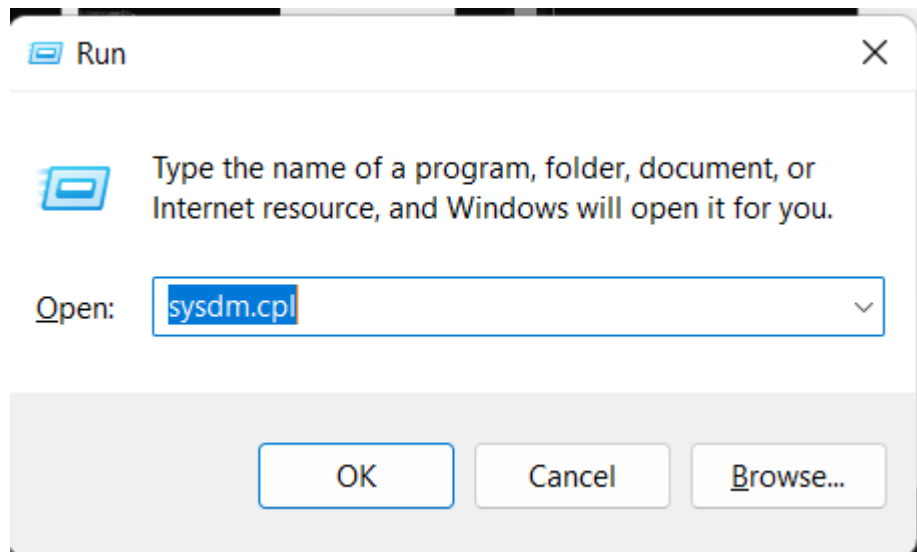 Run
Type the name of a program, folder, document, or
Internet resource, and Windows will open it for you.
Open: sysdm.cpl
OK Cancel Browse...